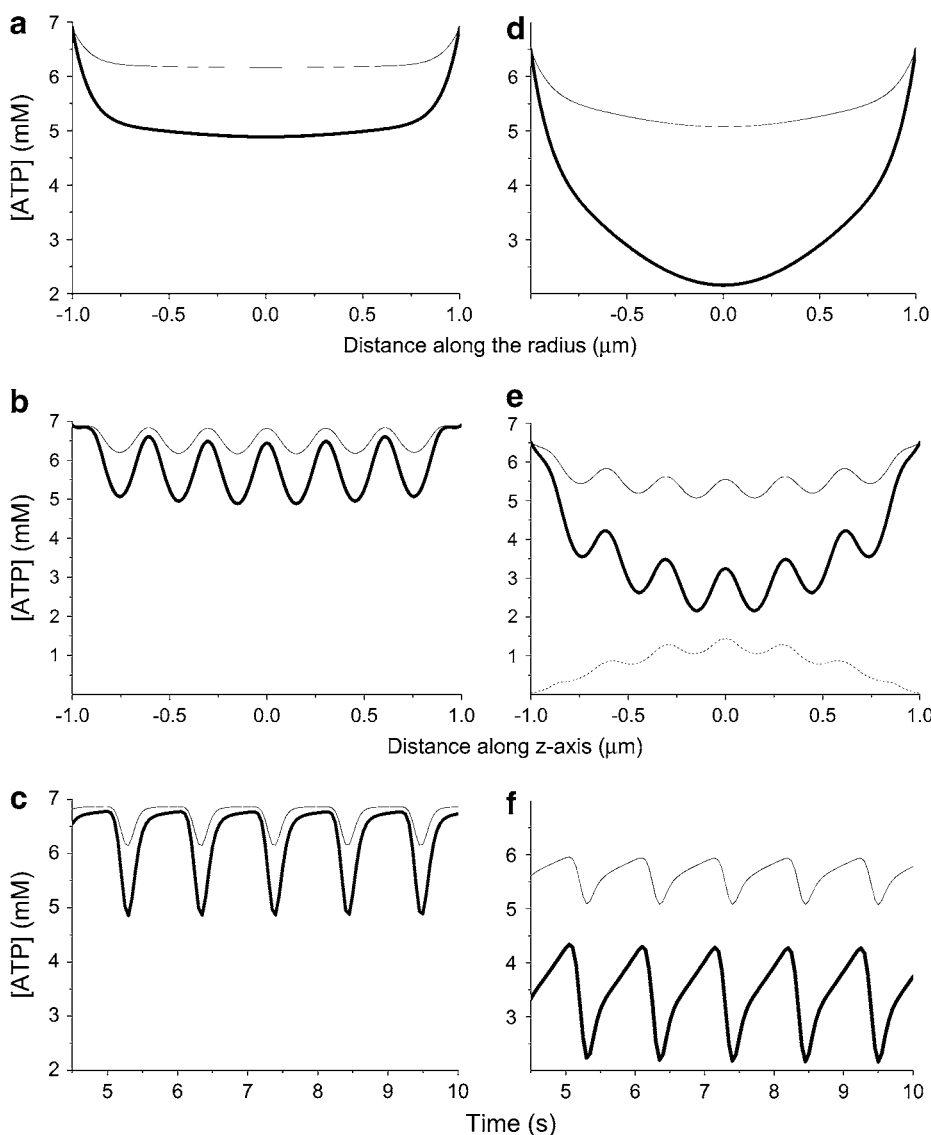 a
7
6
5
4
3
2
[ATP] (mM)
-1.0 -0.5 0.0 0.5 1.0
d
6
5
4
3
-0.5 0.0 0.5 1.0
Distance along the radius (μm)
b
7
6
5
4
3
2
1
[ATP] (mM)
-1.0 -0.5 0.0 0.5 1.0
e
7
6
5
4
3
2
1
-1.0 -0.5 0.0 0.5 1.0
Distance along z-axis (μm)
c
7
6
5
4
3
2
[ATP] (mM)
5 6 7 8 9 10
f
6
5
4
3
5 6 7 8 9 10
Time (s)